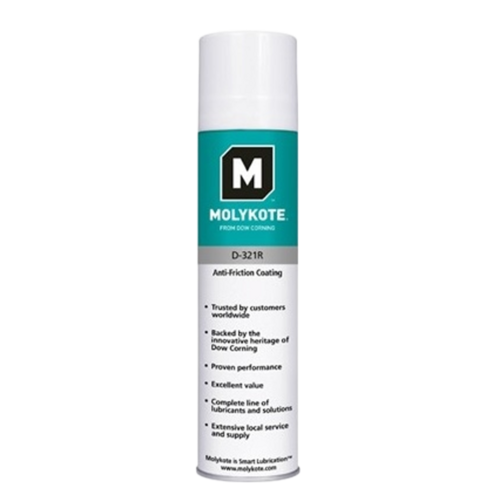 M
MOLYKOTE
FROM DOW CORNING
D-321R
Anti-Friction Coating
• Trusted by customers
worldwide
• Backed by the
innovative heritage of
Dow Corning
• Proven performance
• Excellent value
• Complete line of
lubricants and solutions
• Extensive local service
and supply
Molykote is Smart Lubrication™
www.molykote.com